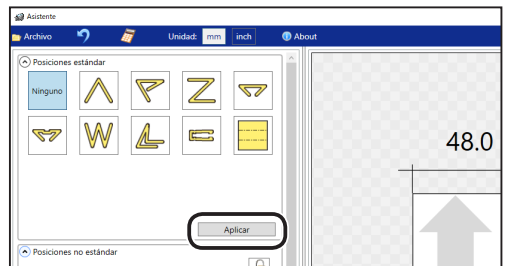 Asistente
Archivo Unidad: mm inch About
Posiciones estándar
Ninguno
48.0
Aplicar
Posiciones no estándar